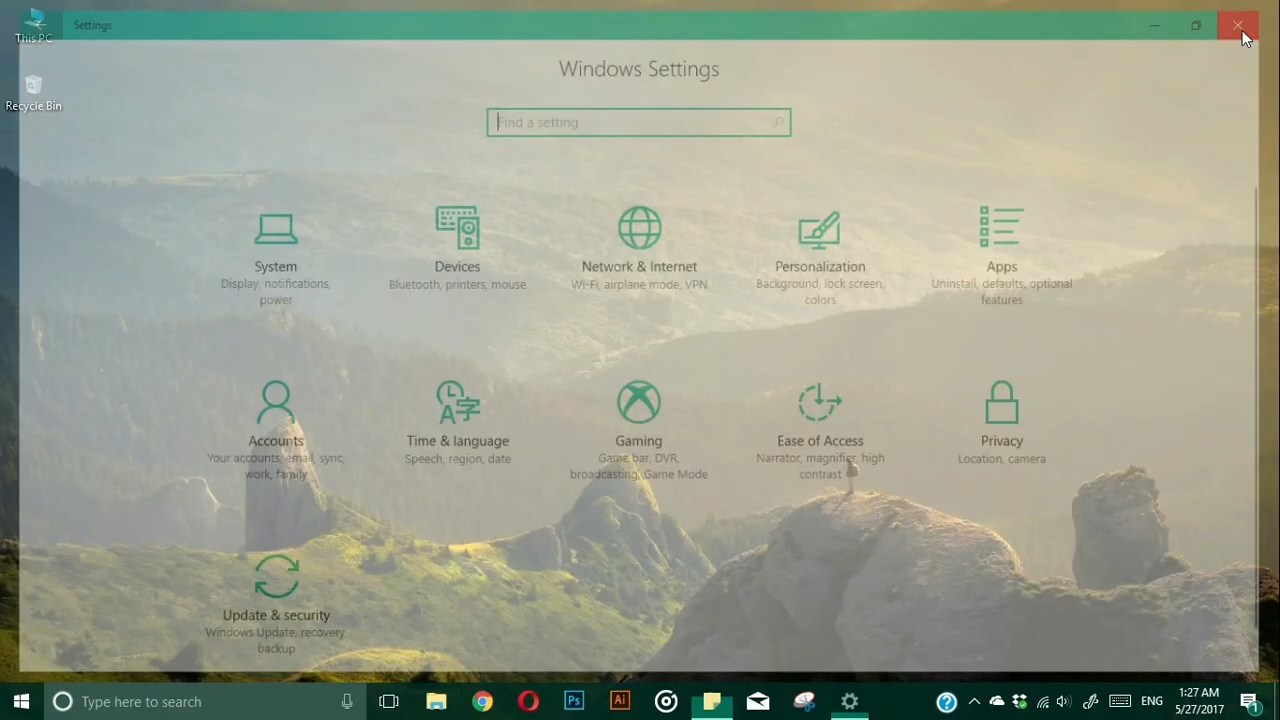 This PC
Recycle Bin
Settings
Windows Settings
Find a setting
System
Display, notifications,
power
Devices
Bluetooth, printers, mouse
Network & Internet
Wi-Fi, airplane mode, VPN
Personalization
Background, lock screen,
colors
Apps
Uninstall, defaults, optional
features
Accounts
Your accounts, email, sync,
work, family
Time & language
Speech, region, date
Gaming
Game bar, DVR,
broadcasting, Game Mode
Ease of Access
Narrator, magnifier, high
contrast
Privacy
Location, camera
Update & security
Windows Update, recovery,
backup
Type here to search
Ps
Ai
ENG
1:27 AM
5/27/2017
1